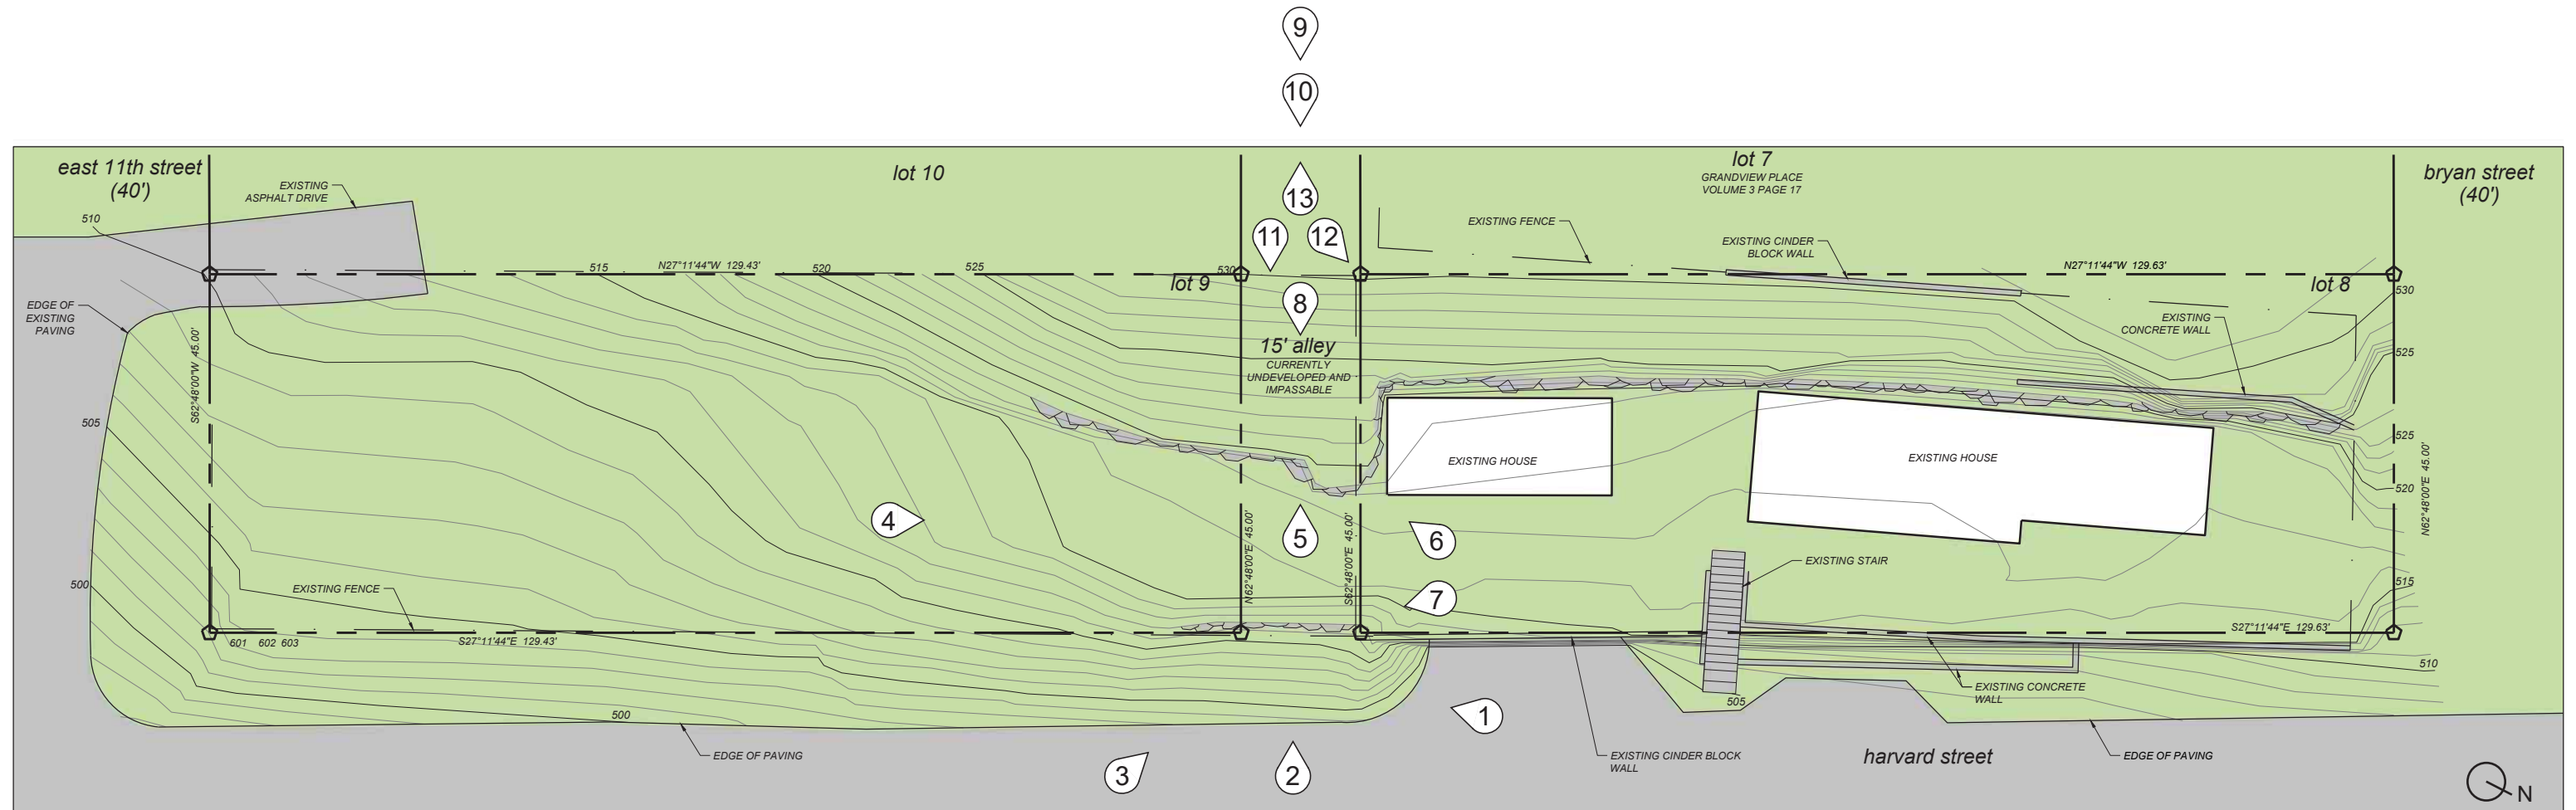 9
10
east 11th street
(40')
EXISTING
ASPHALT DRIVE
510
lot 10
13
11
12
lot 7
GRANDVIEW PLACE
VOLUME 3 PAGE 17
EXISTING FENCE
EXISTING CINDER
BLOCK WALL
bryan street
(40')
515
N27°11'44"W 129.43'
520
525
530
lot 9
N27°11'44"W 129.63'
lot 8
530
EDGE OF
EXISTING
PAVING
8
EXISTING
CONCRETE WALL
S62°48'00"W 45.00'
15' alley
CURRENTLY
UNDEVELOPED AND
IMPASSABLE
525
505
525
EXISTING HOUSE
EXISTING HOUSE
N62°48'00"E 45.00'
520
4
5
6
N62°48'00"E 45.00'
S62°48'00"E 45.00'
EXISTING STAIR
500
EXISTING FENCE
7
515
601 602 603
S27°11'44"E 129.43'
S27°11'44"E 129.63'
510
EXISTING CONCRETE
WALL
505
500
1
EDGE OF PAVING
3
2
EXISTING CINDER BLOCK
WALL
harvard street
EDGE OF PAVING
N